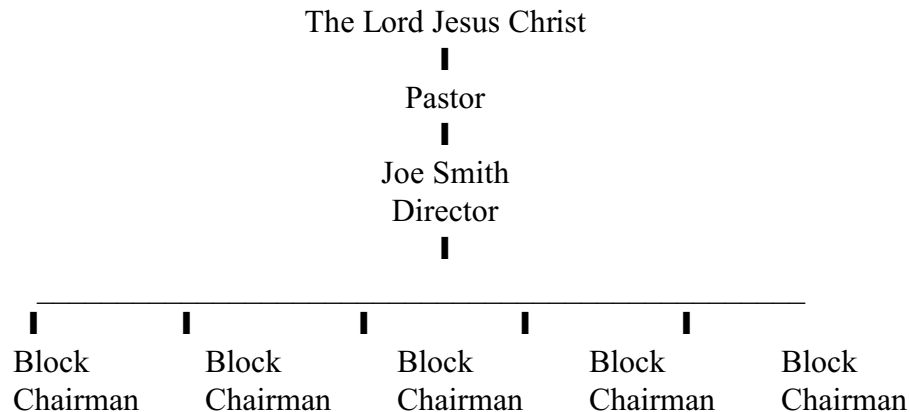 The Lord Jesus Christ
Pastor
Joe Smith
Director
Block Block Block Block Block
Chairman Chairman Chairman Chairman Chairman